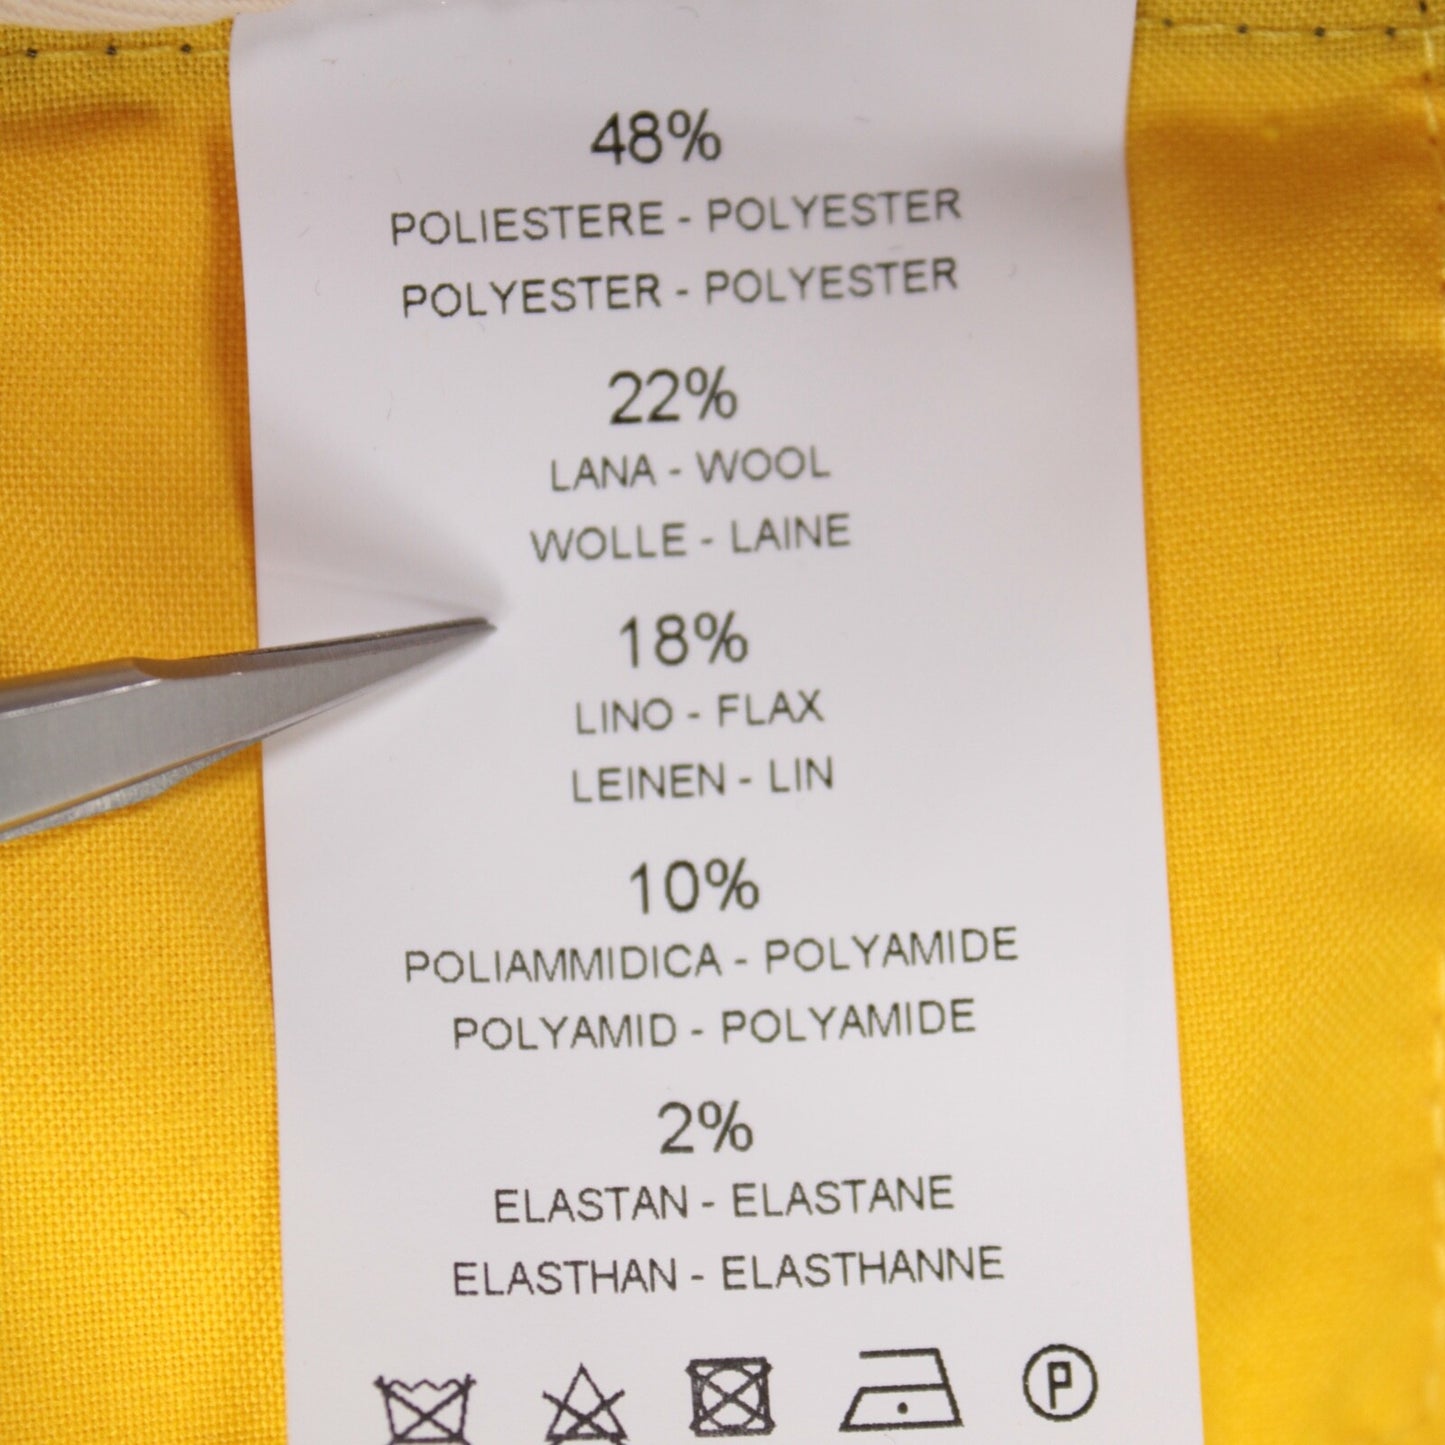 48%
POLIESTERE - POLYESTER
POLYESTER - POLYESTER
22%
LANA - WOOL
WOLLE - LAINE
18%
LINO - FLAX
LEINEN - LIN
10%
POLIAMMIDICA - POLYAMIDE
POLYAMID - POLYAMIDE
2%
ELASTAN - ELASTANE
ELASTHAN - ELASTHANNE
P